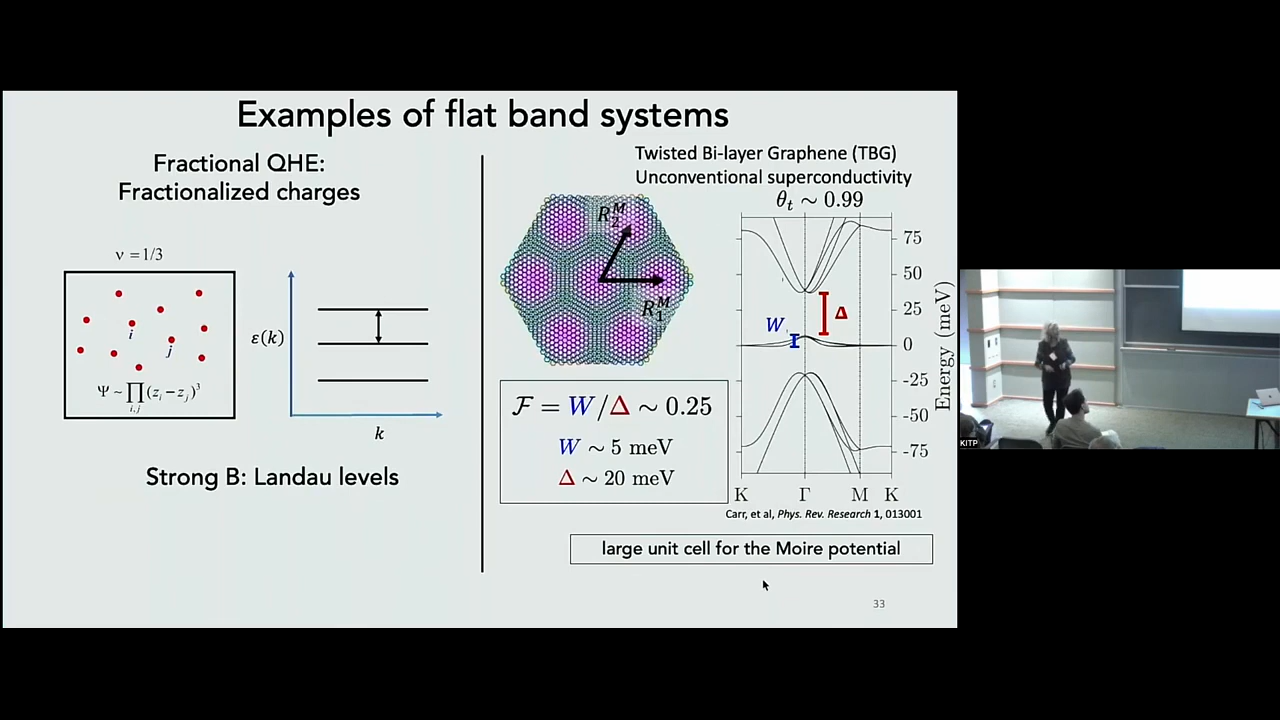 Examples of flat band systems
Fractional QHE:
Fractionalized charges
ν = 1/3
i
j
Ψ ~ ∏ (z_i − z_j)^3
i,j
ε(k)
k
Strong B: Landau levels
Twisted Bi-layer Graphene (TBG)
Unconventional superconductivity
θ_t ∼ 0.99
R_2^M
R_1^M
W
Δ
75
50
25
0
-25
-50
-75
Energy (meV)
K Γ M K
ℱ = W/Δ ∼ 0.25
W ∼ 5 meV
Δ ∼ 20 meV
Carr, et al, Phys. Rev. Research 1, 013001
large unit cell for the Moire potential
33
KITP